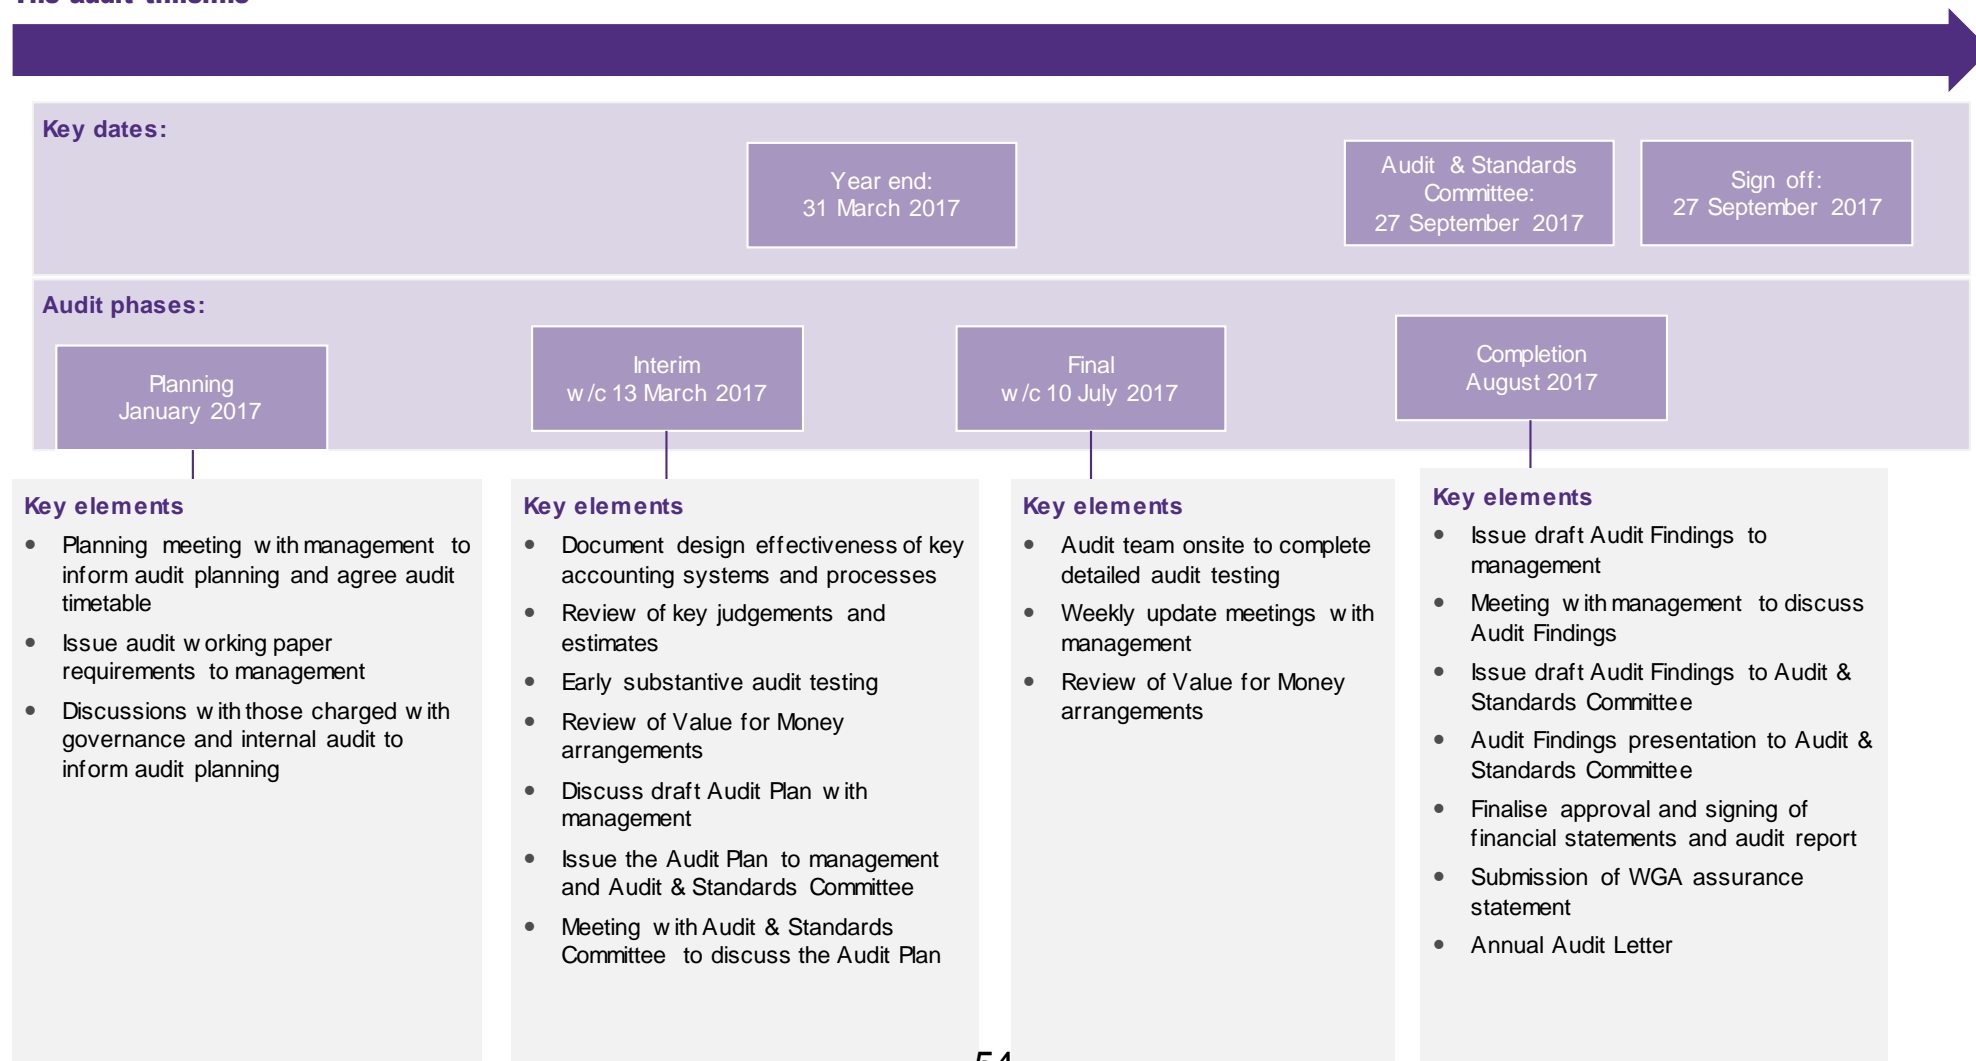 Key dates:
Year end:
31 March 2017
Audit & Standards
Committee:
27 September 2017
Sign off:
27 September 2017
Audit phases:
Planning
January 2017
Interim
w/c 13 March 2017
Final
w/c 10 July 2017
Completion
August 2017
Key elements
• Planning meeting with management to
inform audit planning and agree audit
timetable
• Issue audit working paper
requirements to management
• Discussions with those charged with
governance and internal audit to
inform audit planning
Key elements
• Document design effectiveness of key
accounting systems and processes
• Review of key judgements and
estimates
• Early substantive audit testing
• Review of Value for Money
arrangements
• Discuss draft Audit Plan with
management
• Issue the Audit Plan to management
and Audit & Standards Committee
• Meeting with Audit & Standards
Committee to discuss the Audit Plan
Key elements
• Audit team onsite to complete
detailed audit testing
• Weekly update meetings with
management
• Review of Value for Money
arrangements
Key elements
• Issue draft Audit Findings to
management
• Meeting with management to discuss
Audit Findings
• Issue draft Audit Findings to Audit &
Standards Committee
• Audit Findings presentation to Audit &
Standards Committee
• Finalise approval and signing of
financial statements and audit report
• Submission of WGA assurance
statement
• Annual Audit Letter